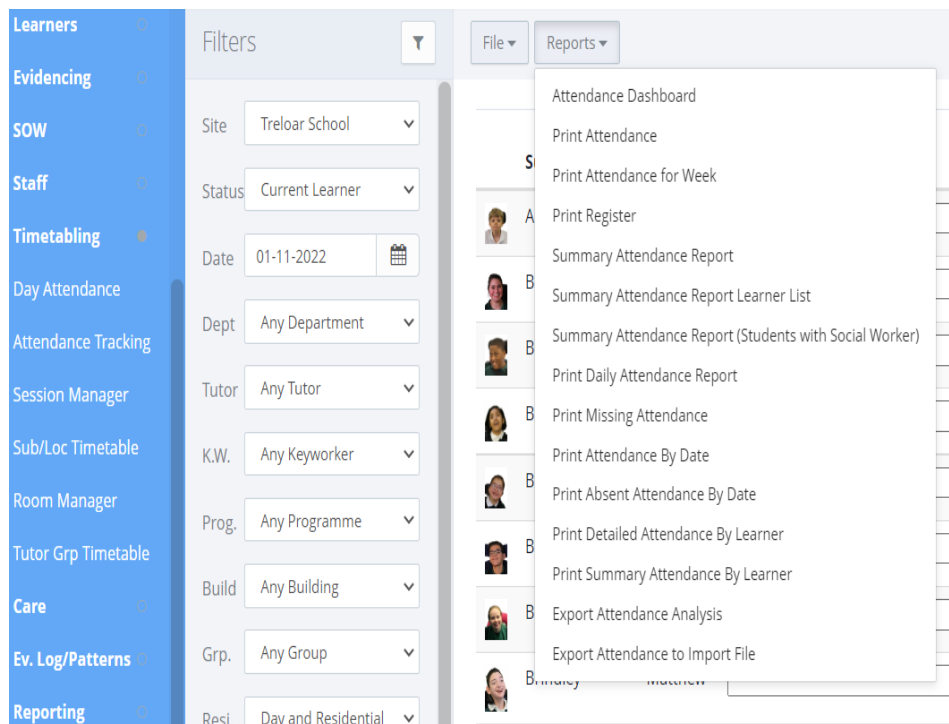 Learners
Evidencing
SOW
Staff
Timetabling
Day Attendance
Attendance Tracking
Session Manager
Sub/Loc Timetable
Room Manager
Tutor Grp Timetable
Care
Ev. Log/Patterns
Reporting
Filters
Site Treloar School
Status Current Learner
Date 01-11-2022
Dept Any Department
Tutor Any Tutor
K.W. Any Keyworker
Prog. Any Programme
Build Any Building
Grp. Any Group
Resi Day and Residential
File Reports
Attendance Dashboard
Print Attendance
Print Attendance for Week
Print Register
Summary Attendance Report
Summary Attendance Report Learner List
Summary Attendance Report (Students with Social Worker)
Print Daily Attendance Report
Print Missing Attendance
Print Attendance By Date
Print Absent Attendance By Date
Print Detailed Attendance By Learner
Print Summary Attendance By Learner
Export Attendance Analysis
Export Attendance to Import File
A
B
B
B
B
B
B
Matthew